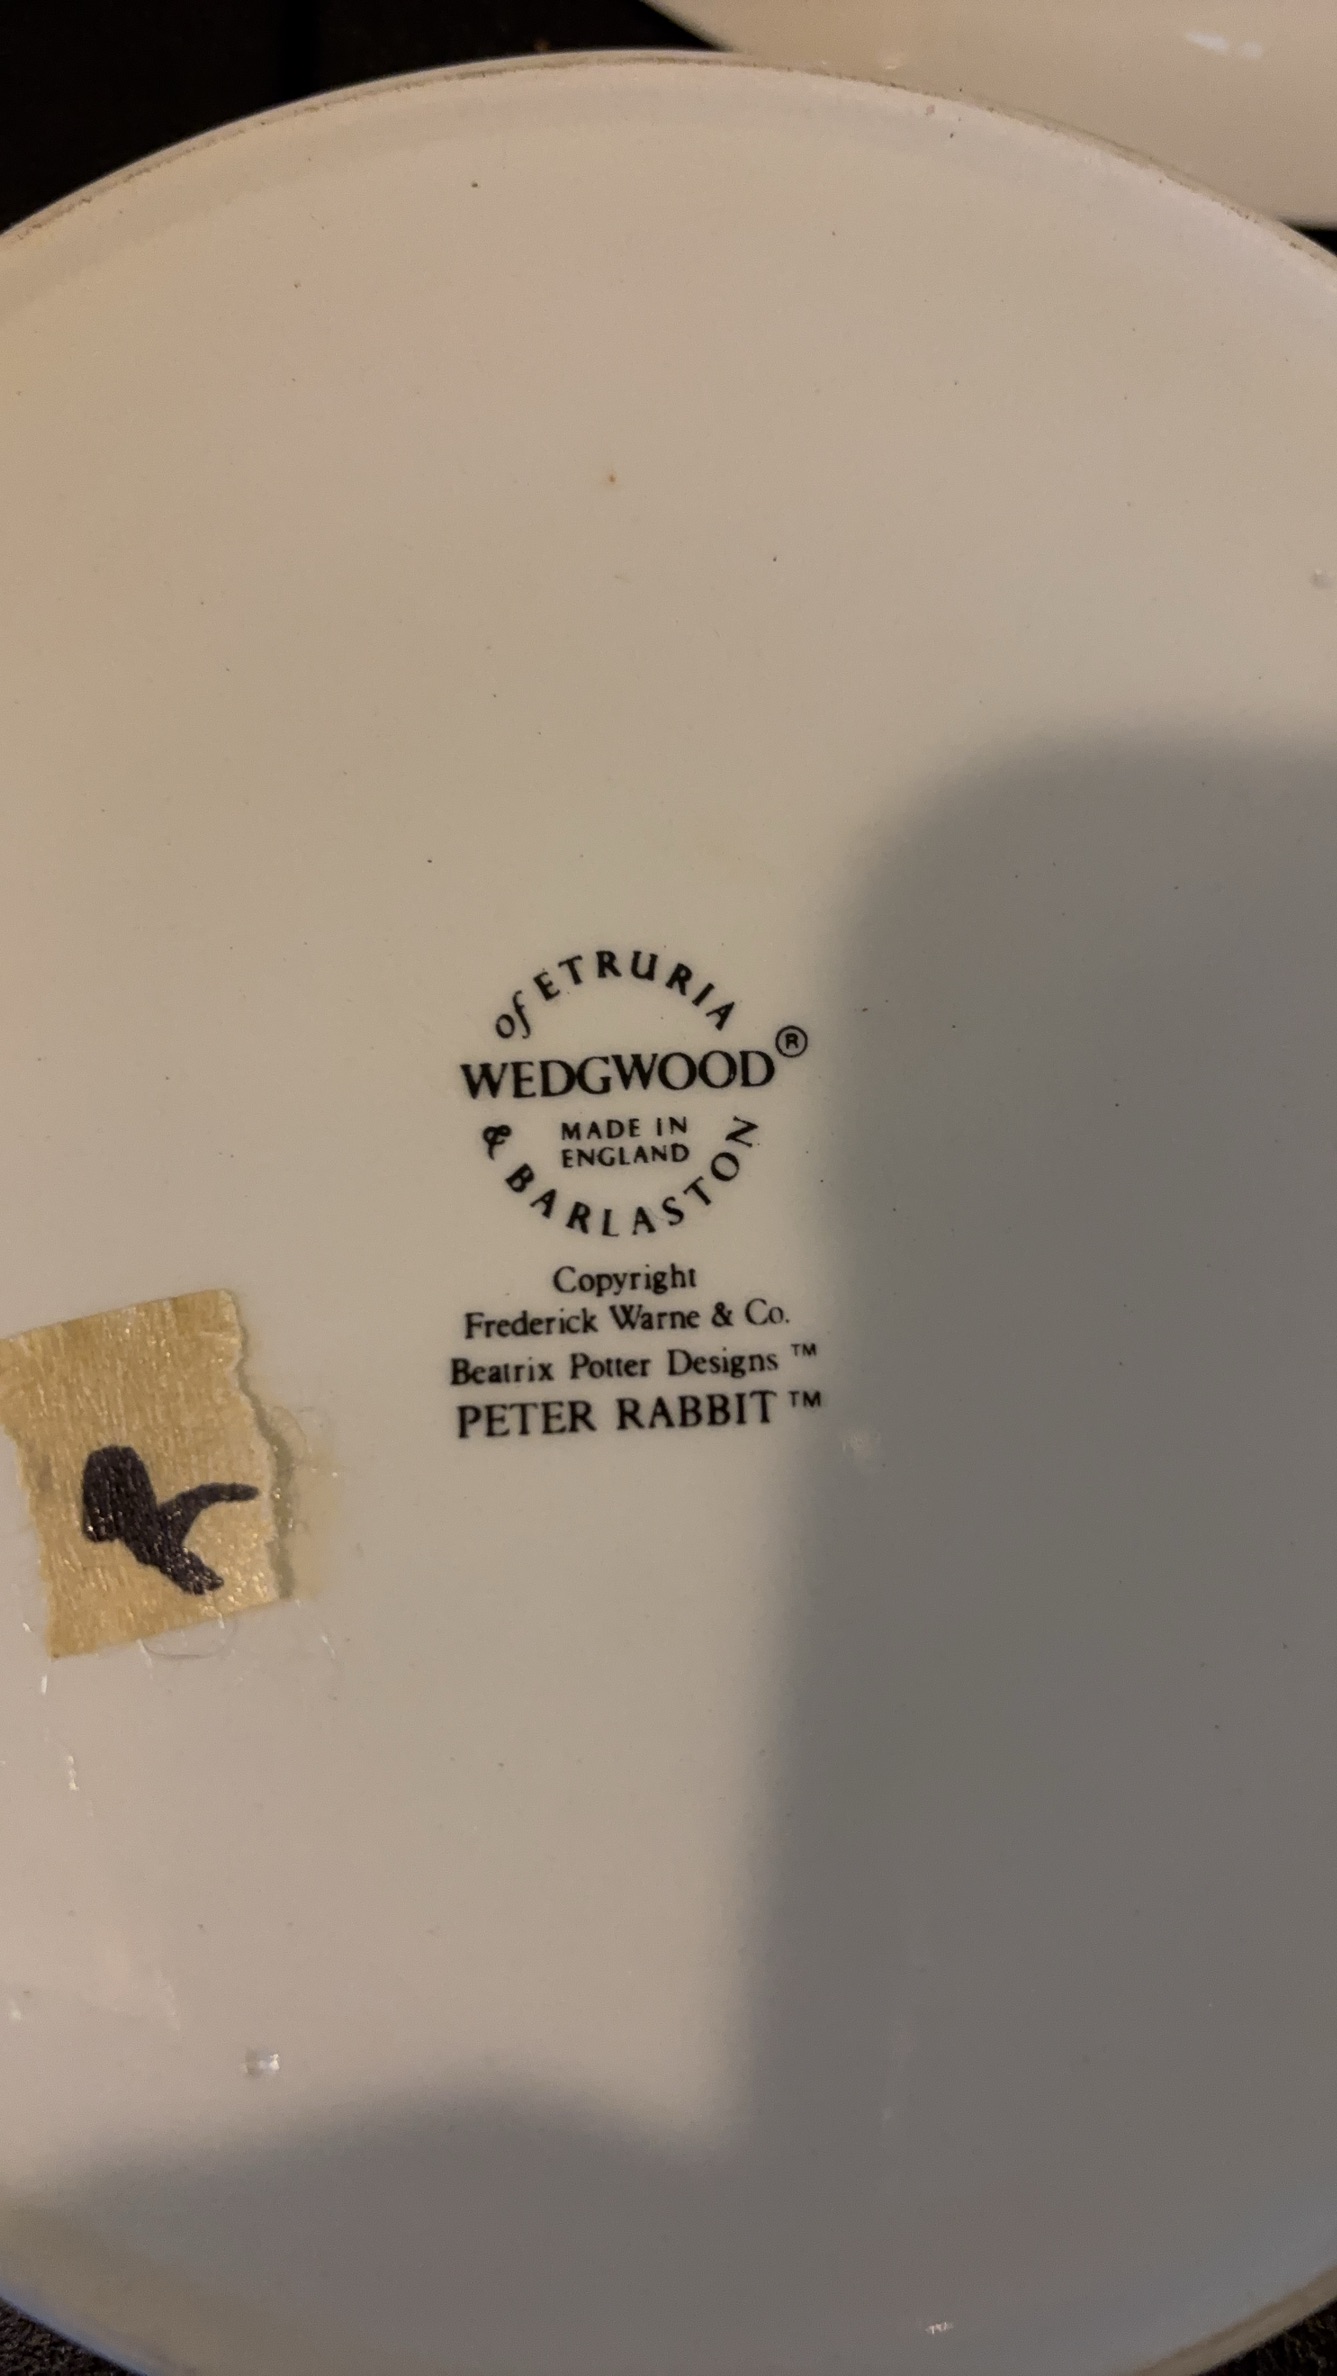 of ETRURIA
WEDGWOOD®
MADE IN
ENGLAND
& BARLASTON
Copyright
Frederick Warne & Co.
Beatrix Potter Designs ™
PETER RABBIT ™